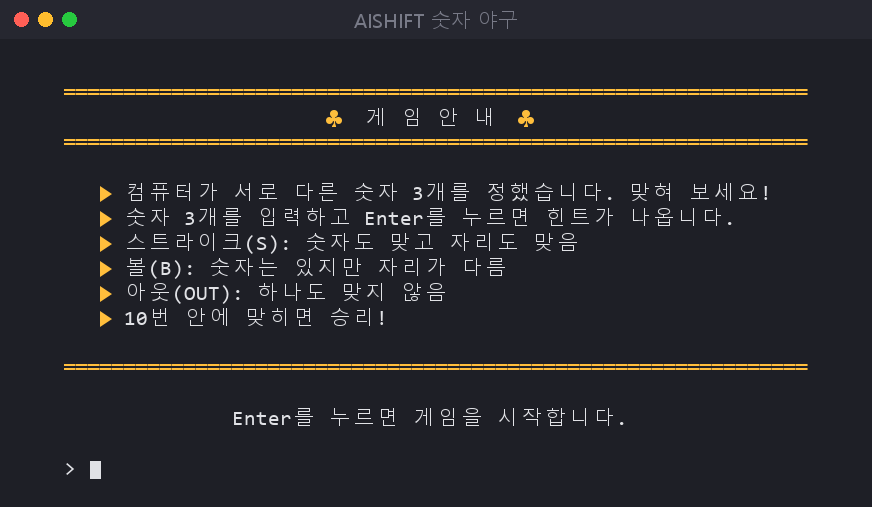 AISHIFT 숫자 야구
============================================================
♣ 게 임 안 내 ♣
============================================================
▶ 컴퓨터가 서로 다른 숫자 3개를 정했습니다. 맞혀 보세요!
▶ 숫자 3개를 입력하고 Enter를 누르면 힌트가 나옵니다.
▶ 스트라이크(S): 숫자도 맞고 자리도 맞음
▶ 볼(B): 숫자는 있지만 자리가 다름
▶ 아웃(OUT): 하나도 맞지 않음
▶ 10번 안에 맞히면 승리!
============================================================
Enter를 누르면 게임을 시작합니다.
>